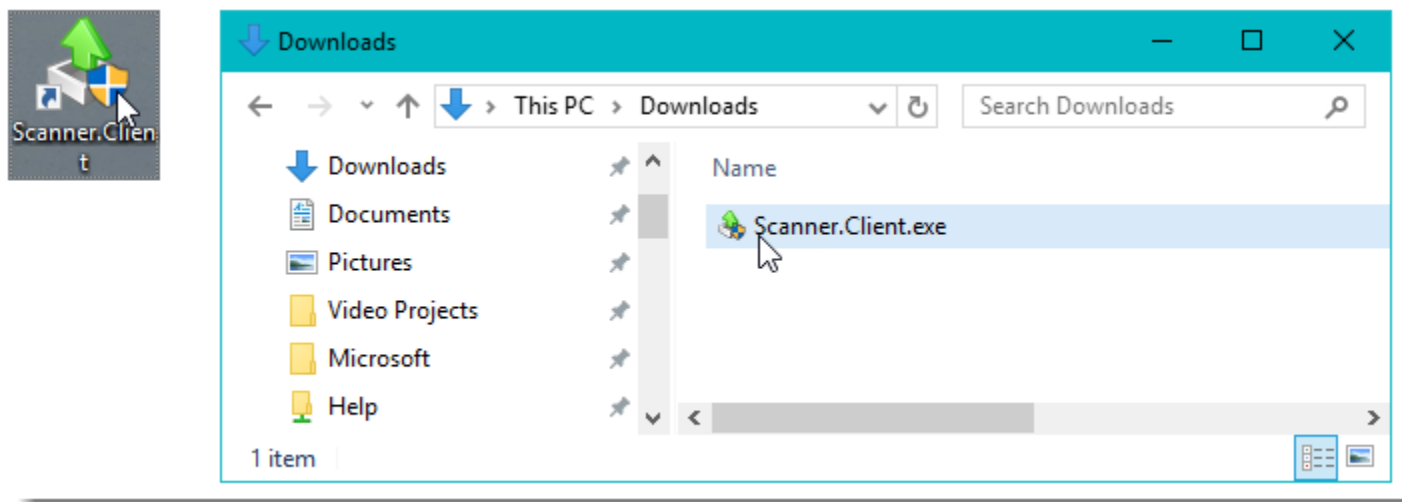 Scanner.Clien
t
Downloads
This PC > Downloads
Search Downloads
Downloads
Documents
Pictures
Video Projects
Microsoft
Help
Name
Scanner.Client.exe
1 item